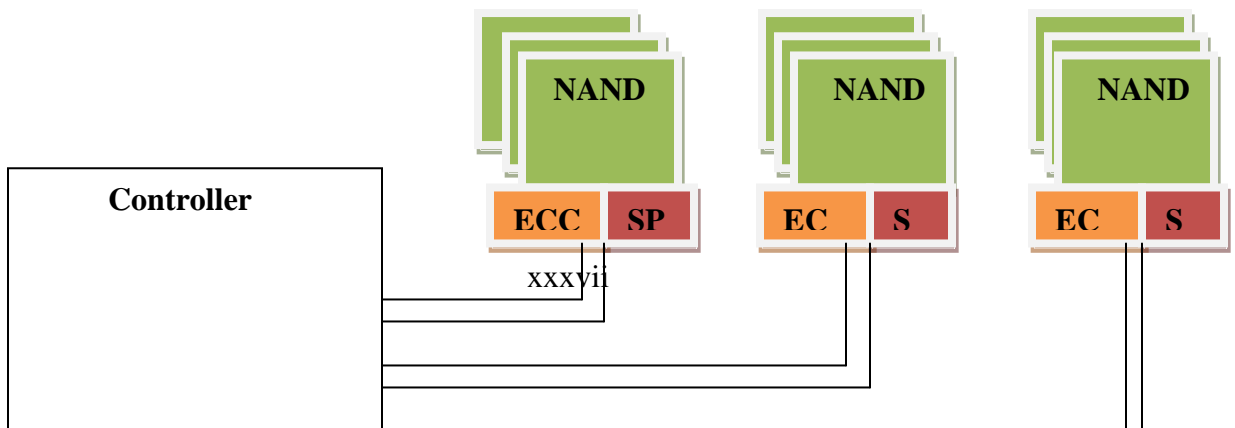 NAND NAND NAND
Controller
ECC SP EC S EC S
xxxvii